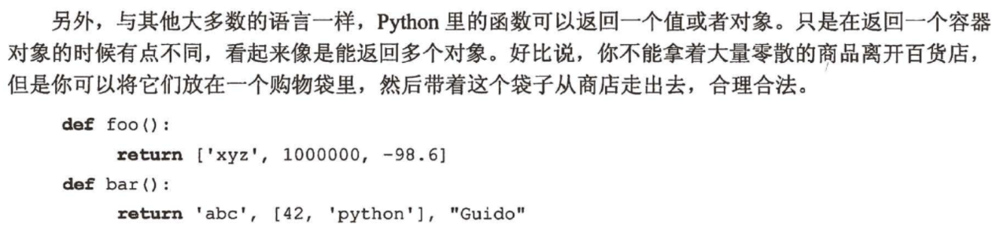 另外，与其他大多数的语言一样，Python 里的函数可以返回一个值或者对象。只是在返回一个容器
对象的时候有点不同，看起来像是能返回多个对象。好比说，你不能拿着大量零散的商品离开百货店，
但是你可以将它们放在一个购物袋里，然后带着这个袋子从商店走出去，合理合法。
def foo():
return ['xyz', 1000000, -98.6]
def bar():
return 'abc', [42, 'python'], "Guido"